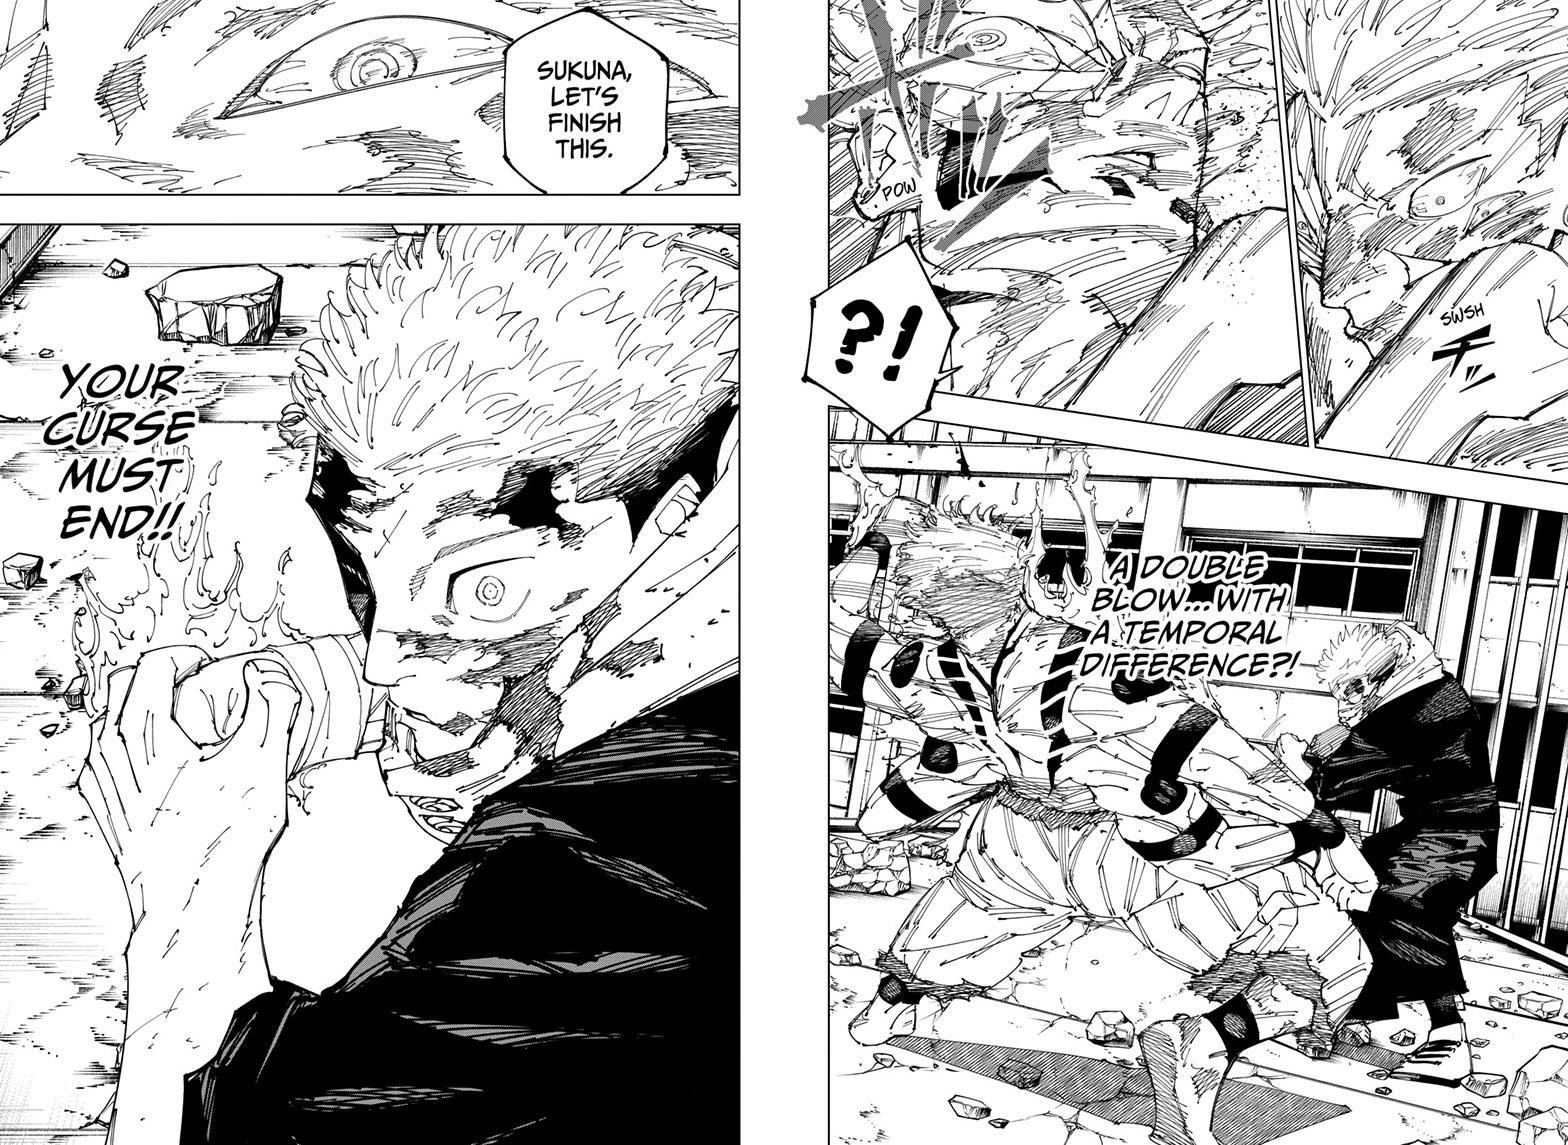 POW
?!
SWSH
チッ
A DOUBLE
BLOW...WITH
A TEMPORAL
DIFFERENCE?!
SUKUNA,
LET'S
FINISH
THIS.
YOUR
CURSE
MUST
END!!